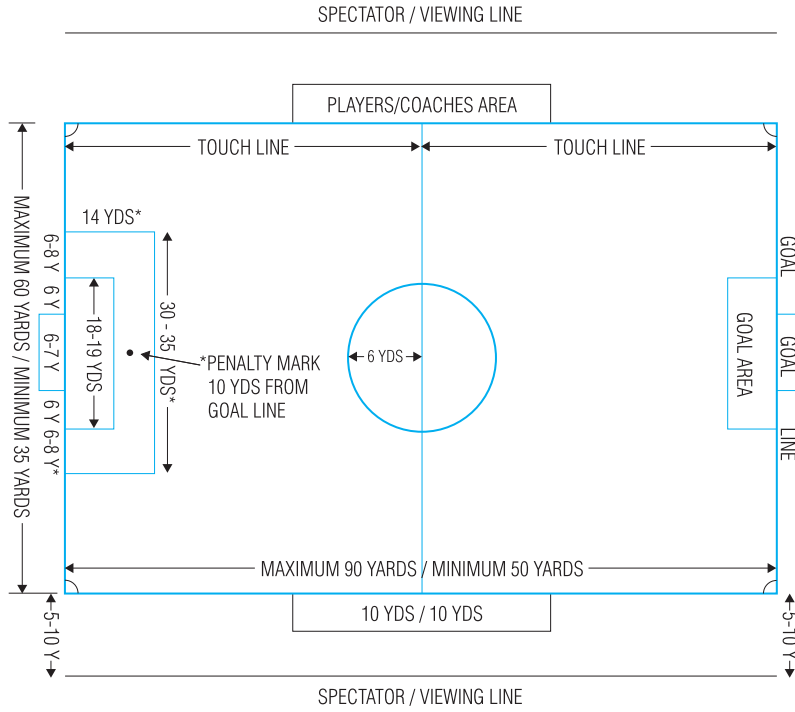 SPECTATOR / VIEWING LINE
PLAYERS/COACHES AREA
TOUCH LINE
TOUCH LINE
MAXIMUM 60 YARDS / MINIMUM 35 YARDS
14 YDS*
6-8 Y
6 Y
6-7 Y
6 Y
6-8 Y*
18-19 YDS
30 - 35 YDS*
*PENALTY MARK
10 YDS FROM
GOAL LINE
6 YDS
GOAL AREA
GOAL
GOAL
LINE
MAXIMUM 90 YARDS / MINIMUM 50 YARDS
10 YDS / 10 YDS
5-10 Y
5-10 Y
SPECTATOR / VIEWING LINE